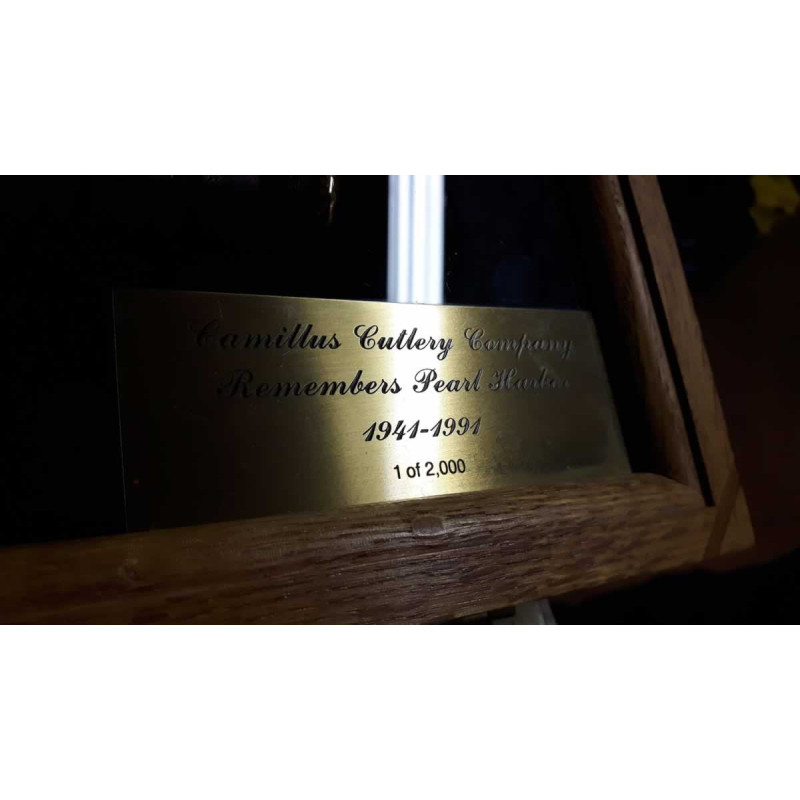 Camillus Cutlery Company
Remembers Pearl Harbor
1941-1991
1 of 2,000